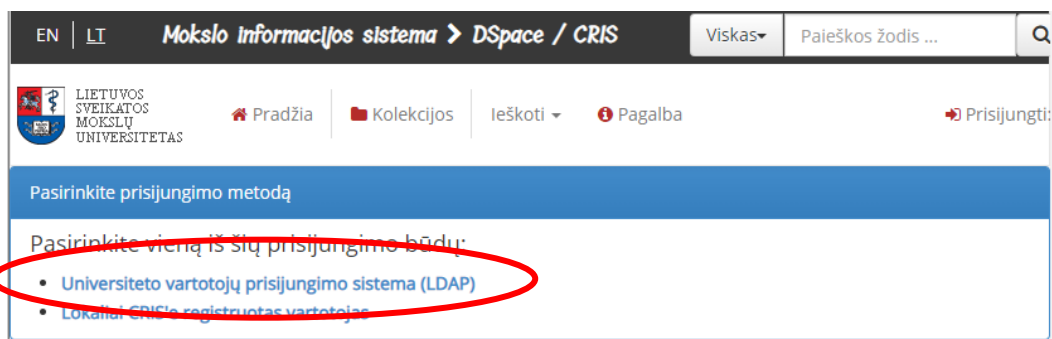 EN | LT Mokslo informacijos sistema > DSpace / CRIS Viskas Paieškos žodis ...
LIETUVOS
SVEIKATOS
MOKSLŲ
UNIVERSITETAS
Pradžia Kolekcijos Ieškoti Pagalba Prisijungti:
Pasirinkite prisijungimo metodą
Pasirinkite vieną iš šių prisijungimo būdų:
• Universiteto vartotojų prisijungimo sistema (LDAP)
• Lokaliai CRIS'e registruotas vartotojas